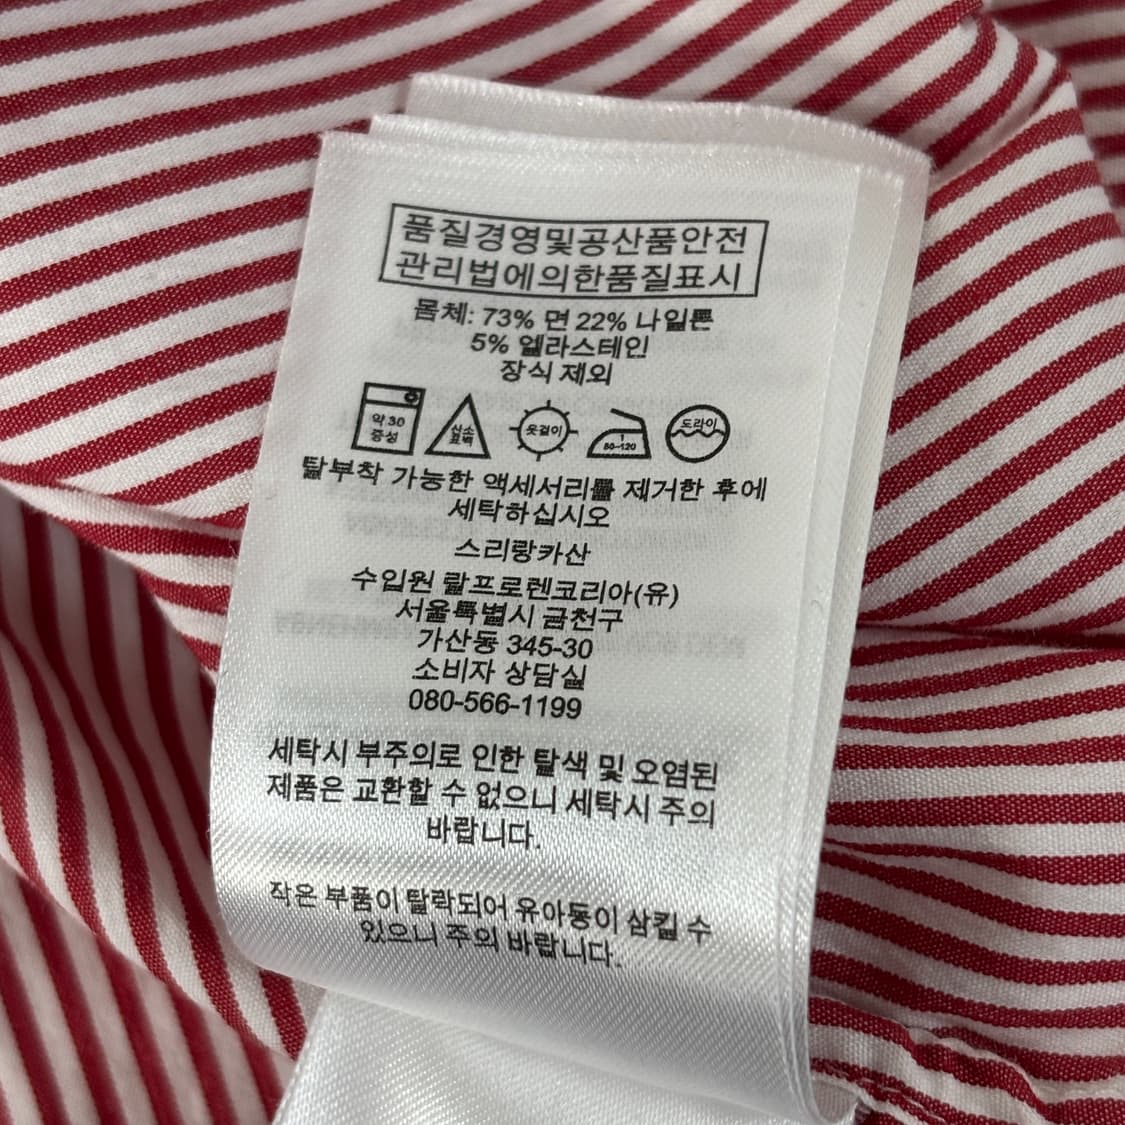 품질경영및공산품안전
관리법에의한품질표시
몸체: 73% 면 22% 나일론
5% 엘라스테인
장식 제외
약 30
중성
산소
표백
옷걸이
1
80-120
드라이
탈부착 가능한 액세서리를 제거한 후에
세탁하십시오
스리랑카산
수입원 랄프로렌코리아(유)
서울특별시 금천구
가산동 345-30
소비자 상담실
080-566-1199
세탁시 부주의로 인한 탈색 및 오염된
제품은 교환할 수 없으니 세탁시 주의
바랍니다.
작은 부품이 탈락되어 유아동이 삼킬 수
있으니 주의 바랍니다.